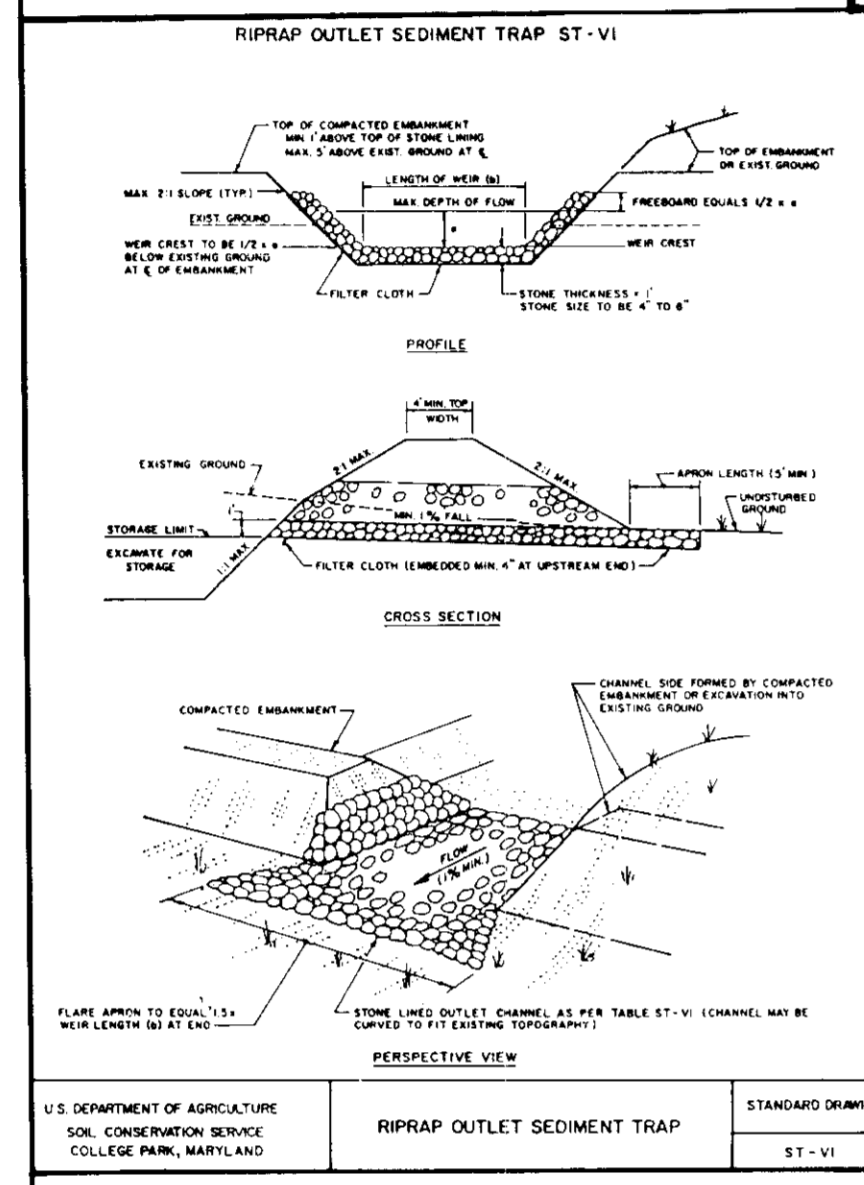 RIPRAP OUTLET SEDIMENT TRAP ST-VI
TOP OF COMPACTED EMBANKMENT
MIN. 1' ABOVE TOP OF STONE LINING
MAX. 5' ABOVE EXIST. GROUND AT ℄
TOP OF EMBANKMENT
OR EXIST. GROUND
LENGTH OF WEIR (b)
MAX. 2:1 SLOPE (TYP.)
MAX. DEPTH OF FLOW
FREEBOARD EQUALS 1/2 x a
EXIST. GROUND
a
WEIR CREST TO BE 1/2 x a
BELOW EXISTING GROUND
AT ℄ OF EMBANKMENT
WEIR CREST
FILTER CLOTH
STONE THICKNESS = 1'
STONE SIZE TO BE 4" TO 8"
PROFILE
4' MIN. TOP
WIDTH
EXISTING GROUND
2:1 MAX.
2:1 MAX.
APRON LENGTH (5' MIN.)
1'
MIN. 1% FALL
UNDISTURBED
GROUND
STORAGE LIMIT
EXCAVATE FOR
STORAGE
1:1 MAX.
FILTER CLOTH (EMBEDDED MIN. 4" AT UPSTREAM END)
CROSS SECTION
CHANNEL SIDE FORMED BY COMPACTED
EMBANKMENT OR EXCAVATION INTO
EXISTING GROUND
COMPACTED EMBANKMENT
FLOW
(1% MIN.)
FLARE APRON TO EQUAL 1.5 x
WEIR LENGTH (b) AT END
STONE LINED OUTLET CHANNEL AS PER TABLE ST-VI (CHANNEL MAY BE
CURVED TO FIT EXISTING TOPOGRAPHY)
PERSPECTIVE VIEW
U.S. DEPARTMENT OF AGRICULTURE
SOIL CONSERVATION SERVICE
COLLEGE PARK, MARYLAND
RIPRAP OUTLET SEDIMENT TRAP
STANDARD DRAWI
ST-VI